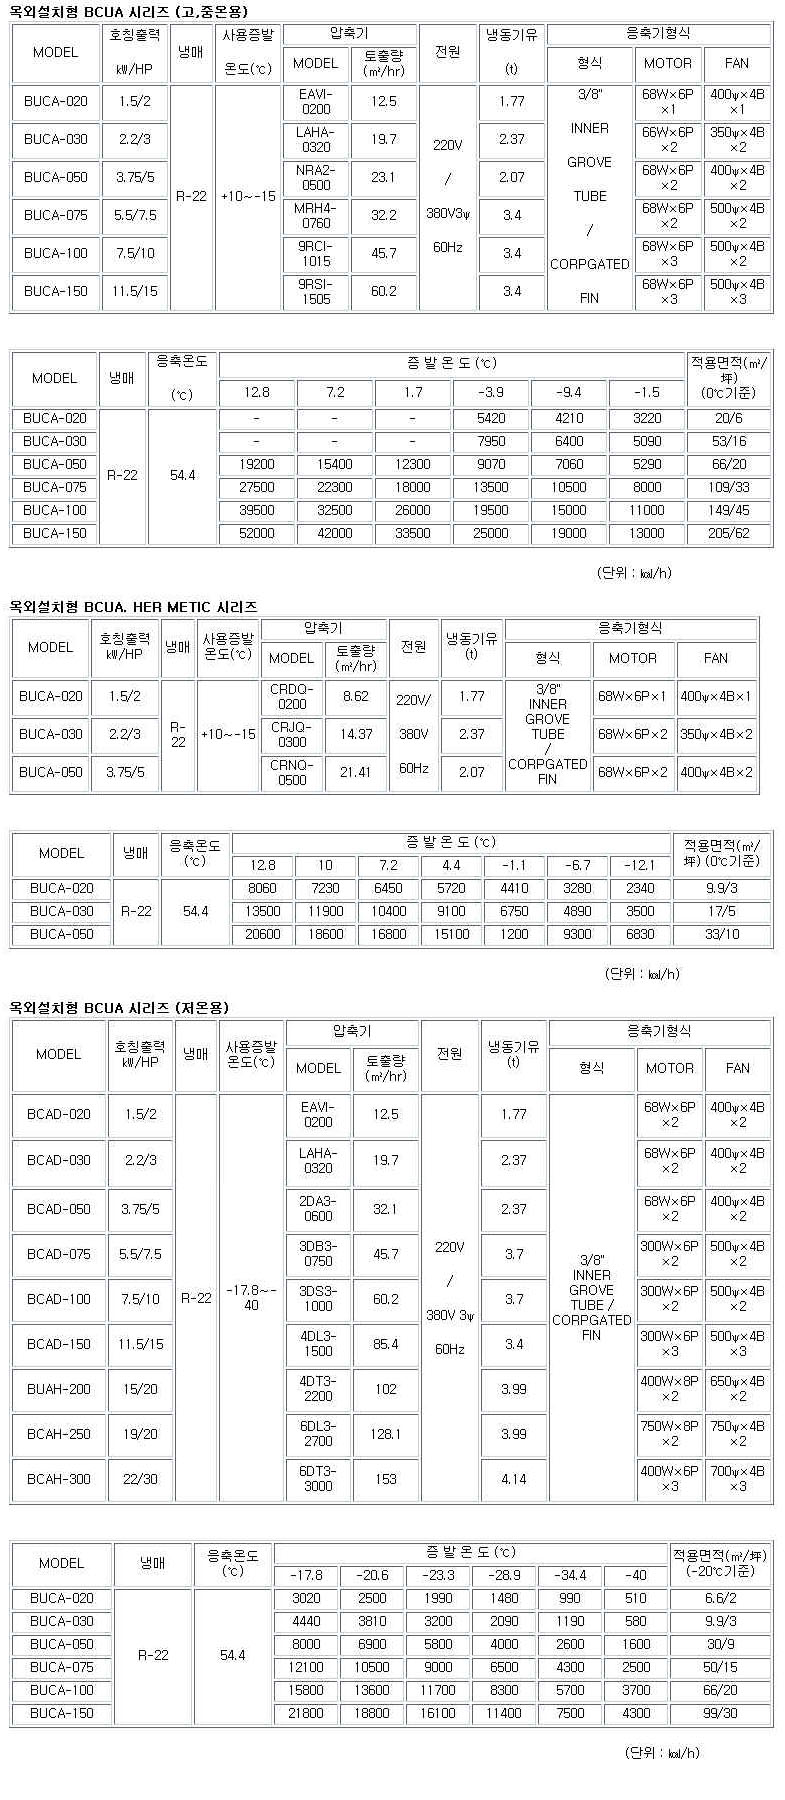 옥외설치형 BCUA 시리즈 (고,중온용)
MODEL 호칭출력 ㎾/HP 냉매 사용증발 온도(℃) 압축기 전원 냉동기유 (t) 응축기형식
MODEL 토출량 (㎥/hr) 형식 MOTOR FAN
BUCA-020 1.5/2 R-22 +10~-15 EAVI-0200 12.5 220V / 380V3ψ 60Hz 1.77 3/8" INNER GROVE TUBE / CORPGATED FIN 68W×6P×1 400ψ×4B×1
BUCA-030 2.2/3 LAHA-0320 19.7 2.37 66W×6P×2 350ψ×4B×2
BUCA-050 3.75/5 NRA2-0500 23.1 2.07 68W×6P×2 400ψ×4B×2
BUCA-075 5.5/7.5 MRH4-0760 32.2 3.4 68W×6P×2 500ψ×4B×2
BUCA-100 7.5/10 9RCI-1015 45.7 3.4 68W×6P×3 500ψ×4B×2
BUCA-150 11.5/15 9RSI-1505 60.2 3.4 68W×6P×3 500ψ×4B×3
MODEL 냉매 응축온도 (℃) 증 발 온 도 (℃) 적용면적(㎡/坪) (0℃기준)
12.8 7.2 1.7 -3.9 -9.4 -1.5
BUCA-020 R-22 54.4 - - - 5420 4210 3220 20/6
BUCA-030 - - - 7950 6400 5090 53/16
BUCA-050 19200 15400 12300 9070 7060 5290 66/20
BUCA-075 27500 22300 18000 13500 10500 8000 109/33
BUCA-100 39500 32500 26000 19500 15000 11000 149/45
BUCA-150 52000 42000 33500 25000 19000 13000 205/62
(단위 : ㎉/h)
옥외설치형 BCUA. HER METIC 시리즈
MODEL 호칭출력 ㎾/HP 냉매 사용증발 온도(℃) 압축기 전원 냉동기유 (t) 응축기형식
MODEL 토출량 (㎥/hr) 형식 MOTOR FAN
BUCA-020 1.5/2 R-22 +10~-15 CRDQ-0200 8.62 220V/ 380V 60Hz 1.77 3/8" INNER GROVE TUBE / CORPGATED FIN 68W×6P×1 400ψ×4B×1
BUCA-030 2.2/3 CRJQ-0300 14.37 2.37 68W×6P×2 350ψ×4B×2
BUCA-050 3.75/5 CRNQ-0500 21.41 2.07 68W×6P×2 400ψ×4B×2
MODEL 냉매 응축온도 (℃) 증 발 온 도 (℃) 적용면적(㎡/坪) (0℃기준)
12.8 10 7.2 4.4 -1.1 -6.7 -12.1
BUCA-020 R-22 54.4 8060 7230 6450 5720 4410 3280 2340 9.9/3
BUCA-030 13500 11900 10400 9100 6750 4890 3500 17/5
BUCA-050 20600 18600 16800 15100 1200 9300 6830 33/10
(단위 : ㎉/h)
옥외설치형 BCUA 시리즈 (저온용)
MODEL 호칭출력 ㎾/HP 냉매 사용증발 온도(℃) 압축기 전원 냉동기유 (t) 응축기형식
MODEL 토출량 (㎥/hr) 형식 MOTOR FAN
BCAD-020 1.5/2 R-22 -17.8~-40 EAVI-0200 12.5 220V / 380V 3ψ 60Hz 1.77 3/8" INNER GROVE TUBE / CORPGATED FIN 68W×6P×2 400ψ×4B×2
BCAD-030 2.2/3 LAHA-0320 19.7 2.37 68W×6P×2 400ψ×4B×2
BCAD-050 3.75/5 2DA3-0600 32.1 2.37 68W×6P×2 400ψ×4B×2
BCAD-075 5.5/7.5 3DB3-0750 45.7 3.7 300W×6P×2 500ψ×4B×2
BCAD-100 7.5/10 3DS3-1000 60.2 3.7 300W×6P×2 500ψ×4B×2
BCAD-150 11.5/15 4DL3-1500 85.4 3.4 300W×6P×3 500ψ×4B×3
BUAH-200 15/20 4DT3-2200 102 3.99 400W×8P×2 650ψ×4B×2
BCAH-250 19/20 6DL3-2700 128.1 3.99 750W×8P×2 750ψ×4B×2
BCAH-300 22/30 6DT3-3000 153 4.14 400W×6P×3 700ψ×4B×3
MODEL 냉매 응축온도 (℃) 증 발 온 도 (℃) 적용면적(㎡/坪) (-20℃기준)
-17.8 -20.6 -23.3 -28.9 -34.4 -40
BUCA-020 R-22 54.4 3020 2500 1990 1480 990 510 6.6/2
BUCA-030 4440 3810 3200 2090 1190 580 9.9/3
BUCA-050 8000 6900 5800 4000 2600 1600 30/9
BUCA-075 12100 10500 9000 6500 4300 2500 50/15
BUCA-100 15800 13600 11700 8300 5700 3700 66/20
BUCA-150 21800 18800 16100 11400 7500 4300 99/30
(단위 : ㎉/h)